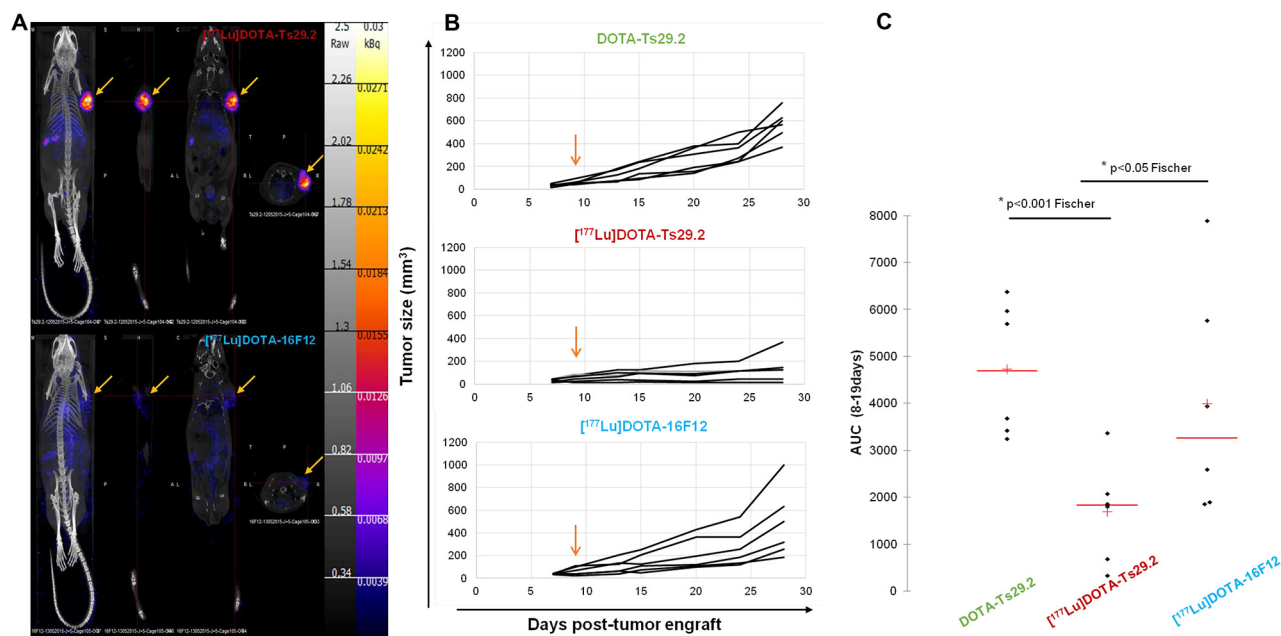 A
[177Lu]DOTA-Ts29.2
2.5
Raw
0.03
kBq
2.26
0.0271
2.02
0.0242
1.78
0.0213
1.54
0.0184
1.3
0.0155
[177Lu]DOTA-16F12
1.06
0.0126
0.82
0.0097
0.58
0.0068
0.34
0.0039
B
Tumor size (mm3)
DOTA-Ts29.2
1200
1000
800
600
400
200
0
0 5 10 15 20 25 30
[177Lu]DOTA-Ts29.2
1200
1000
800
600
400
200
0
0 5 10 15 20 25 30
[177Lu]DOTA-16F12
1200
1000
800
600
400
200
0
0 5 10 15 20 25 30
Days post-tumor engraft
C
* p<0.05 Fischer
* p<0.001 Fischer
AUC (8-19days)
8000
7000
6000
5000
4000
3000
2000
1000
0
DOTA-Ts29.2
[177Lu]DOTA-Ts29.2
[177Lu]DOTA-16F12